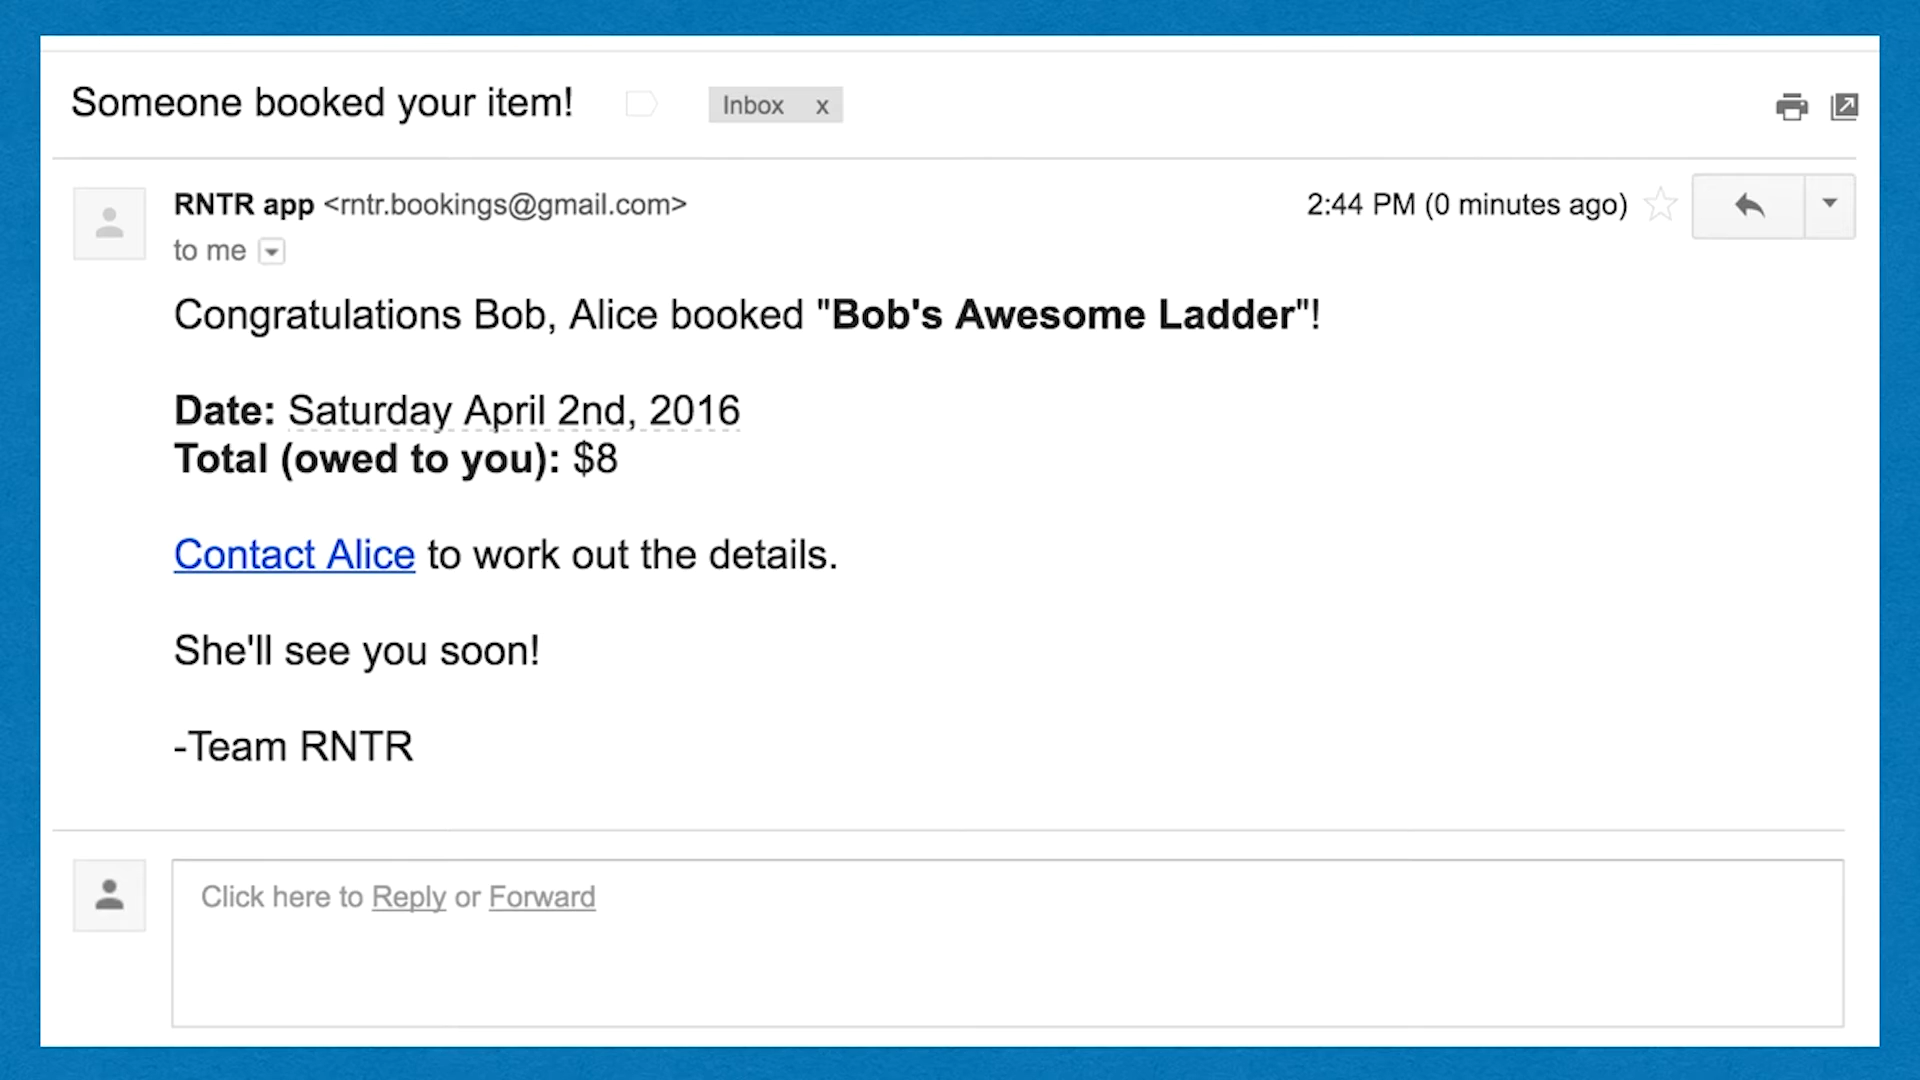 Someone booked your item!
Inbox x
RNTR app <rntr.bookings@gmail.com>
2:44 PM (0 minutes ago)
to me
Congratulations Bob, Alice booked "Bob's Awesome Ladder"!
Date: Saturday April 2nd, 2016
Total (owed to you): $8
Contact Alice to work out the details.
She'll see you soon!
-Team RNTR
Click here to Reply or Forward